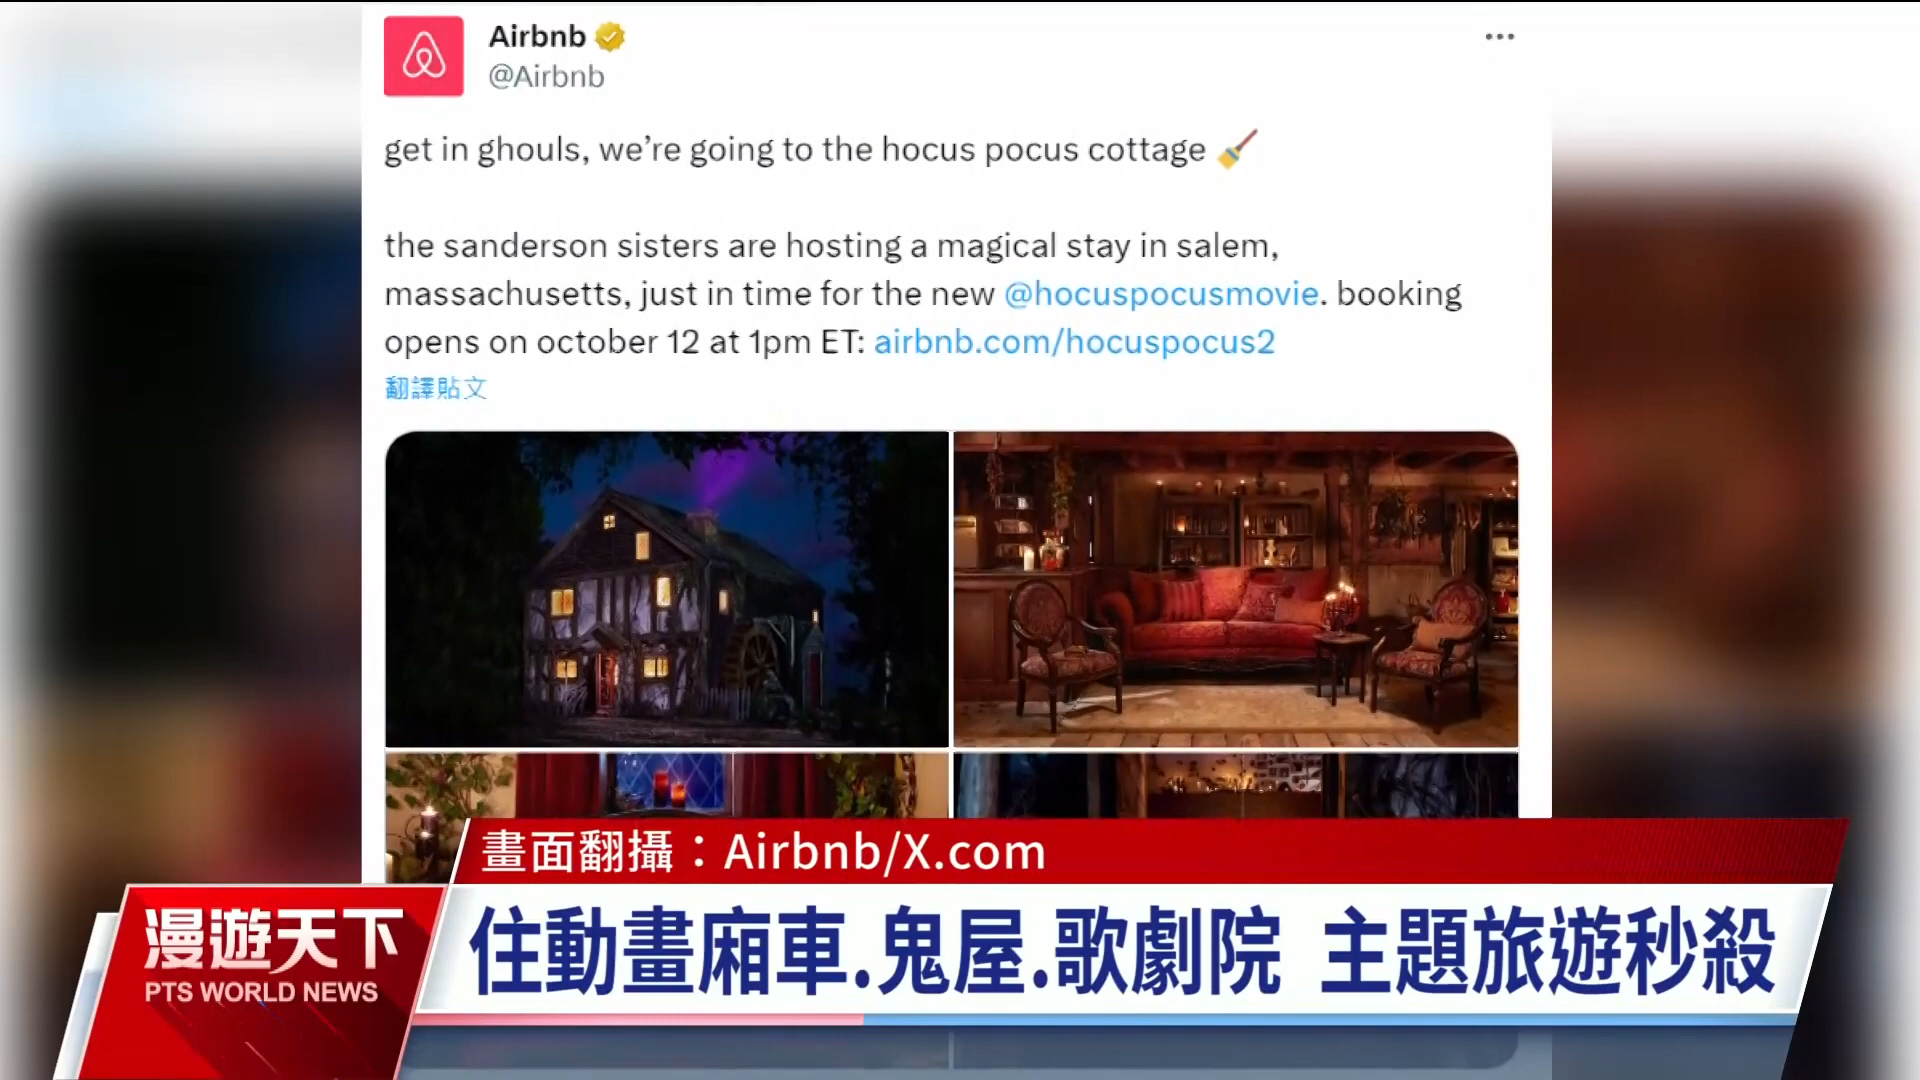 Airbnb
@Airbnb
get in ghouls, we’re going to the hocus pocus cottage 🧹
the sanderson sisters are hosting a magical stay in salem,
massachusetts, just in time for the new @hocuspocusmovie. booking
opens on october 12 at 1pm ET: airbnb.com/hocuspocus2
翻譯貼文
畫面翻攝：Airbnb/X.com
漫遊天下
PTS WORLD NEWS
住動畫廂車.鬼屋.歌劇院 主題旅遊秒殺